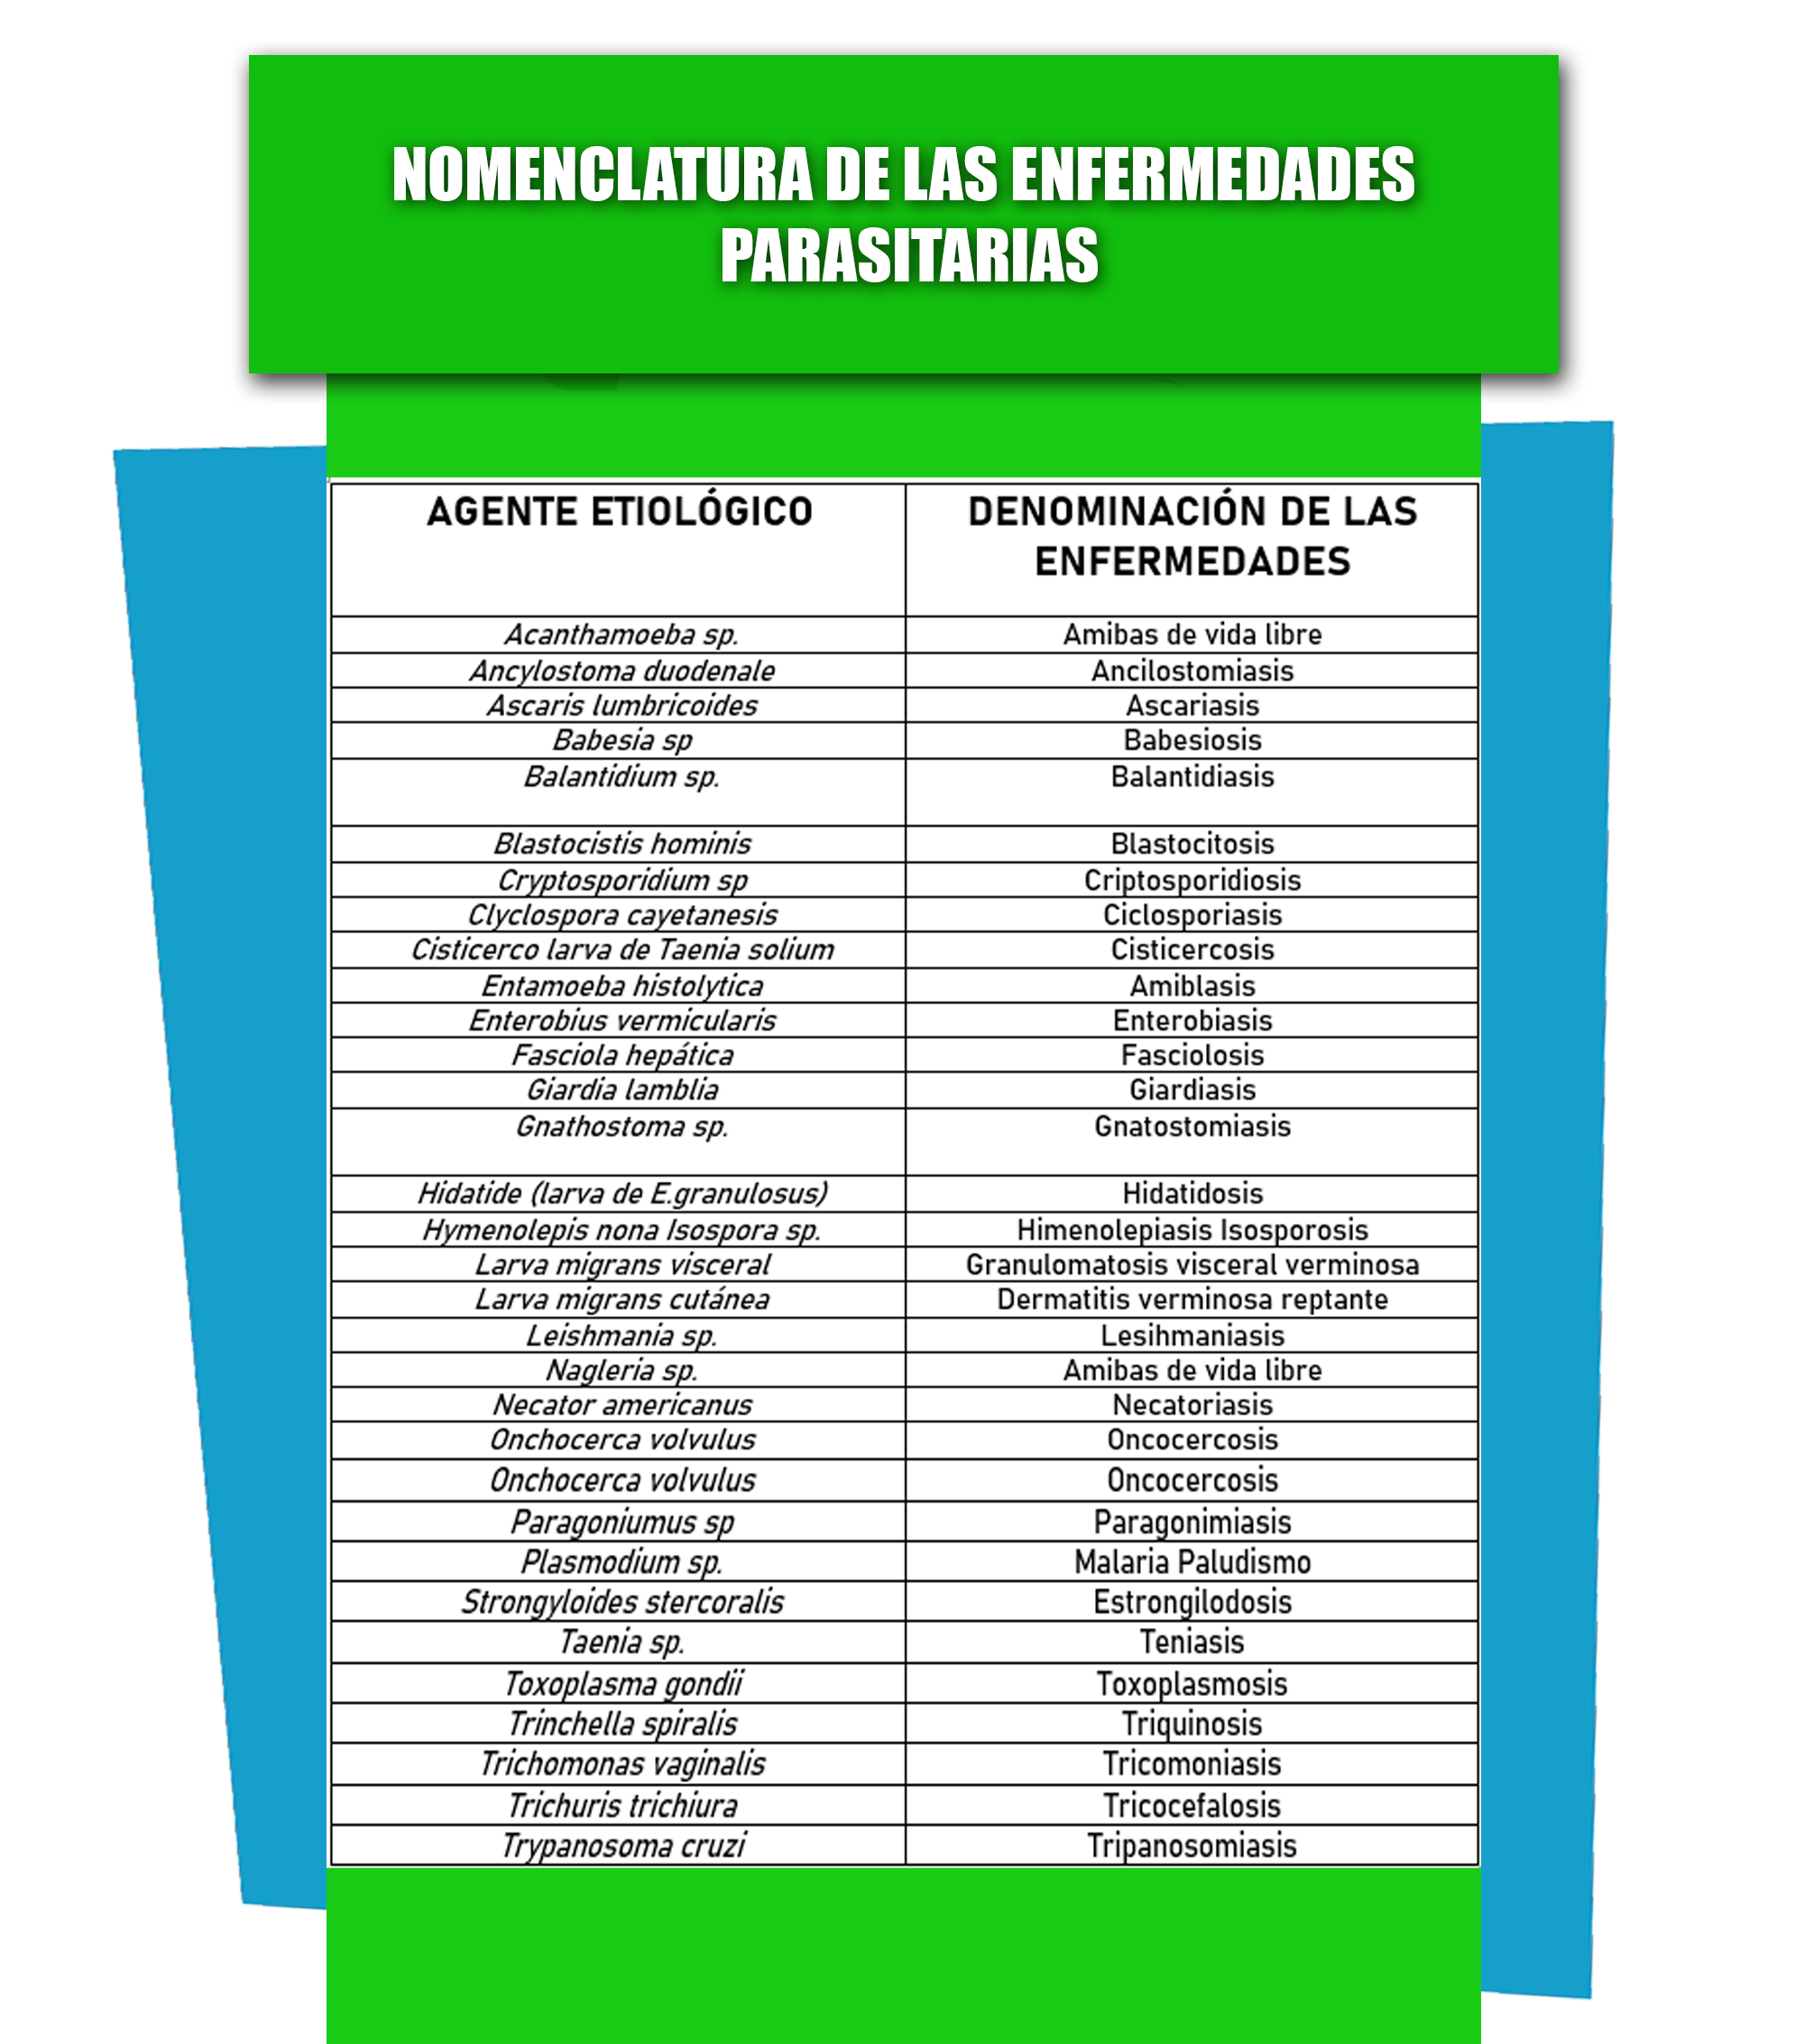 NOMENCLATURA DE LAS ENFERMEDADES
PARASITARIAS
AGENTE ETIOLÓGICO
DENOMINACIÓN DE LAS
ENFERMEDADES
Acanthamoeba sp.
Amibas de vida libre
Ancylostoma duodenale
Ancilostomiasis
Ascaris lumbricoides
Ascariasis
Babesia sp
Babesiosis
Balantidium sp.
Balantidiasis
Blastocistis hominis
Blastocitosis
Cryptosporidium sp
Criptosporidiosis
Clyclospora cayetanesis
Ciclosporiasis
Cisticerco larva de Taenia solium
Cisticercosis
Entamoeba histolytica
Amiblasis
Enterobius vermicularis
Enterobiasis
Fasciola hepática
Fasciolosis
Giardia lamblia
Giardiasis
Gnathostoma sp.
Gnatostomiasis
Hidatide (larva de E.granulosus)
Hidatidosis
Hymenolepis nona Isospora sp.
Himenolepiasis Isosporosis
Larva migrans visceral
Granulomatosis visceral verminosa
Larva migrans cutánea
Dermatitis verminosa reptante
Leishmania sp.
Lesihmaniasis
Nagleria sp.
Amibas de vida libre
Necator americanus
Necatoriasis
Onchocerca volvulus
Oncocercosis
Onchocerca volvulus
Oncocercosis
Paragoniumus sp
Paragonimiasis
Plasmodium sp.
Malaria Paludismo
Strongyloides stercoralis
Estrongilodosis
Taenia sp.
Teniasis
Toxoplasma gondii
Toxoplasmosis
Trinchella spiralis
Triquinosis
Trichomonas vaginalis
Tricomoniasis
Trichuris trichiura
Tricocefalosis
Trypanosoma cruzi
Tripanosomiasis